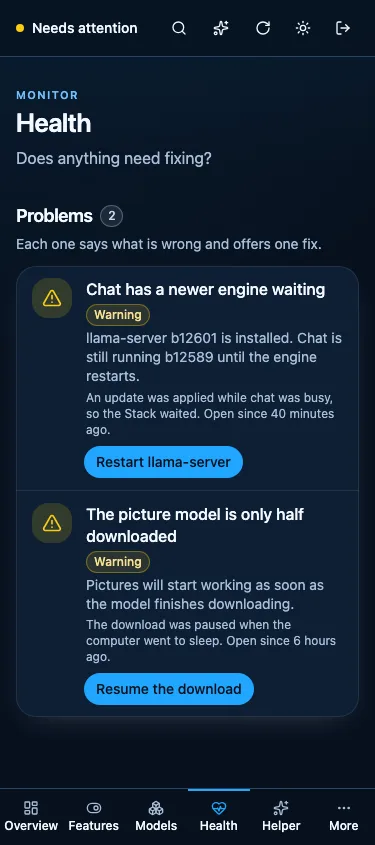 Needs attention
MONITOR
Health
Does anything need fixing?
Problems 2
Each one says what is wrong and offers one fix.
Chat has a newer engine waiting
Warning
llama-server b12601 is installed. Chat is
still running b12589 until the engine
restarts.
An update was applied while chat was busy,
so the Stack waited. Open since 40 minutes
ago.
Restart llama-server
The picture model is only half
downloaded
Warning
Pictures will start working as soon as
the model finishes downloading.
The download was paused when the
computer went to sleep. Open since 6 hours
ago.
Resume the download
Overview Features Models Health Helper More